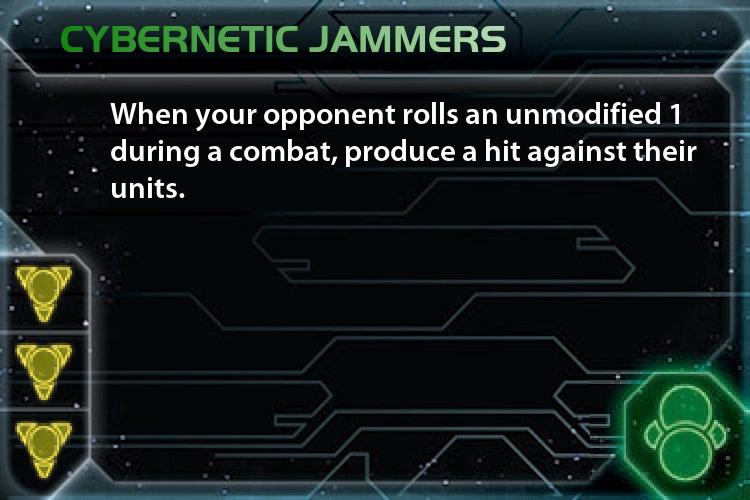 CYBERNETIC JAMMERS
When your opponent rolls an unmodified 1
during a combat, produce a hit against their
units.